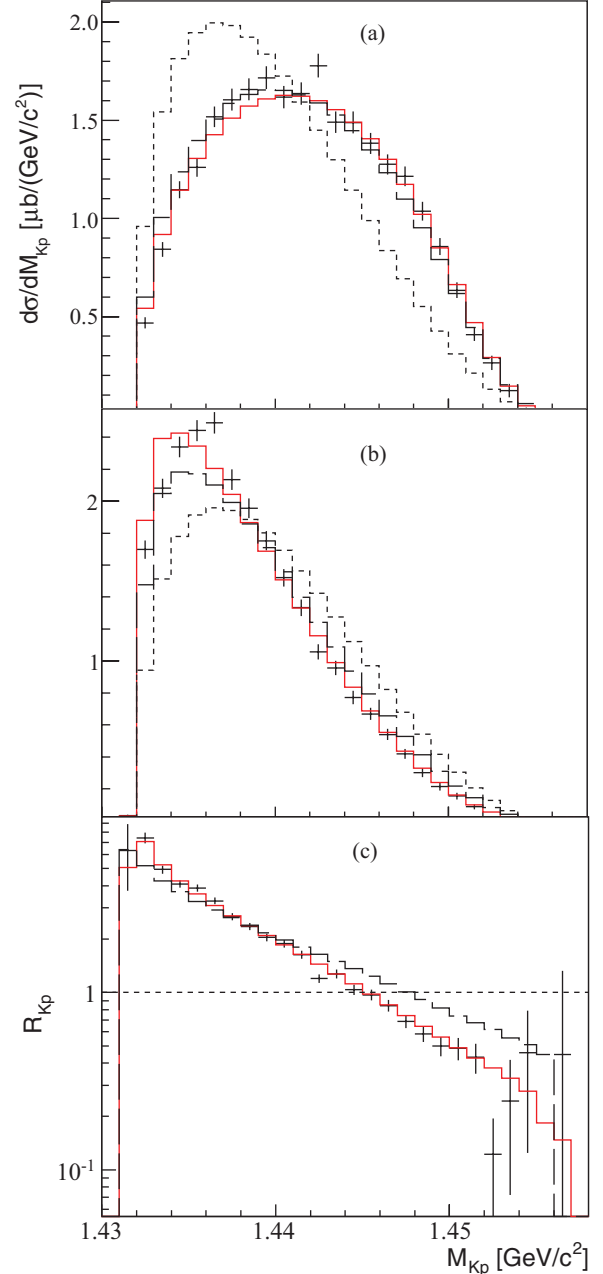 2.0
(a)
1.5
1.0
0.5
dσ/dM_Kp [μb/(GeV/c²)]
(b)
2
1
(c)
1
10⁻¹
R_Kp
1.43 1.44 1.45
M_Kp [GeV/c²]